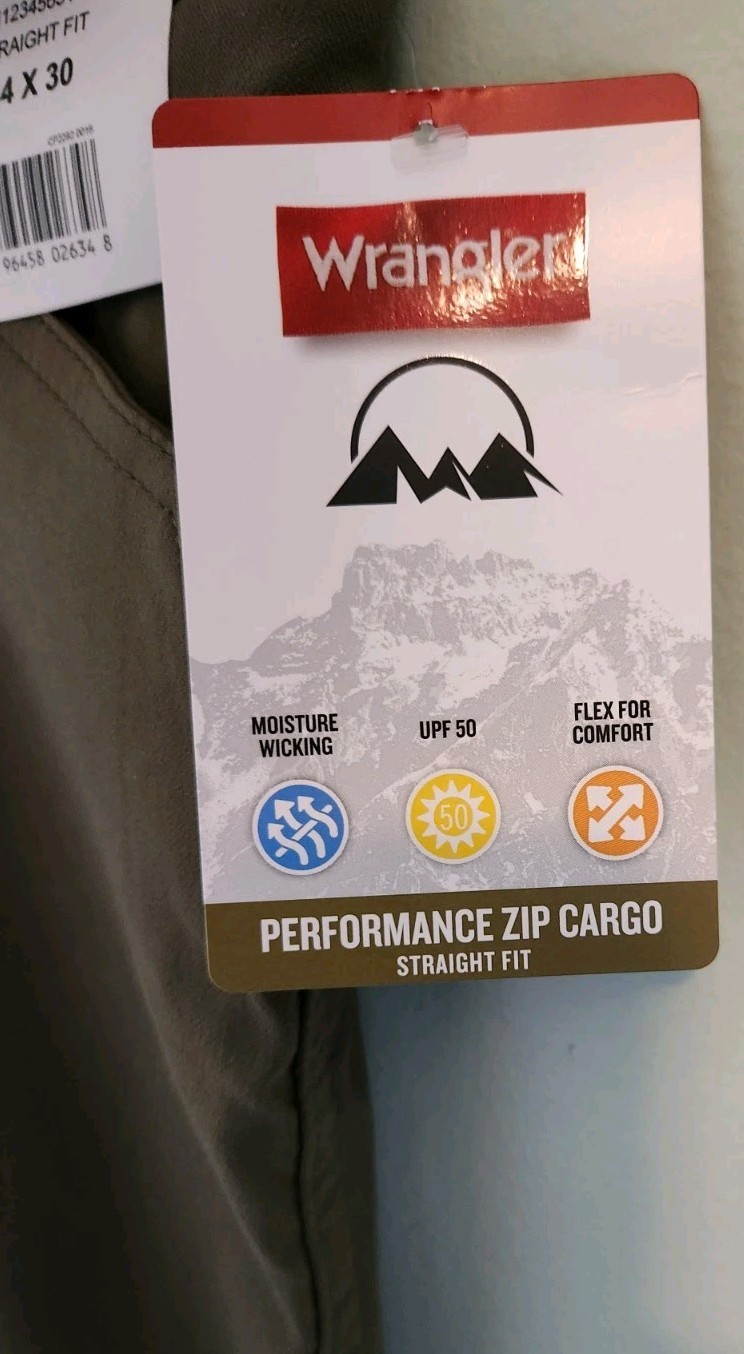 RAIGHT FIT
4 X 30
96458 02634 8
Wrangler
MOISTURE
WICKING
UPF 50
FLEX FOR
COMFORT
50
PERFORMANCE ZIP CARGO
STRAIGHT FIT